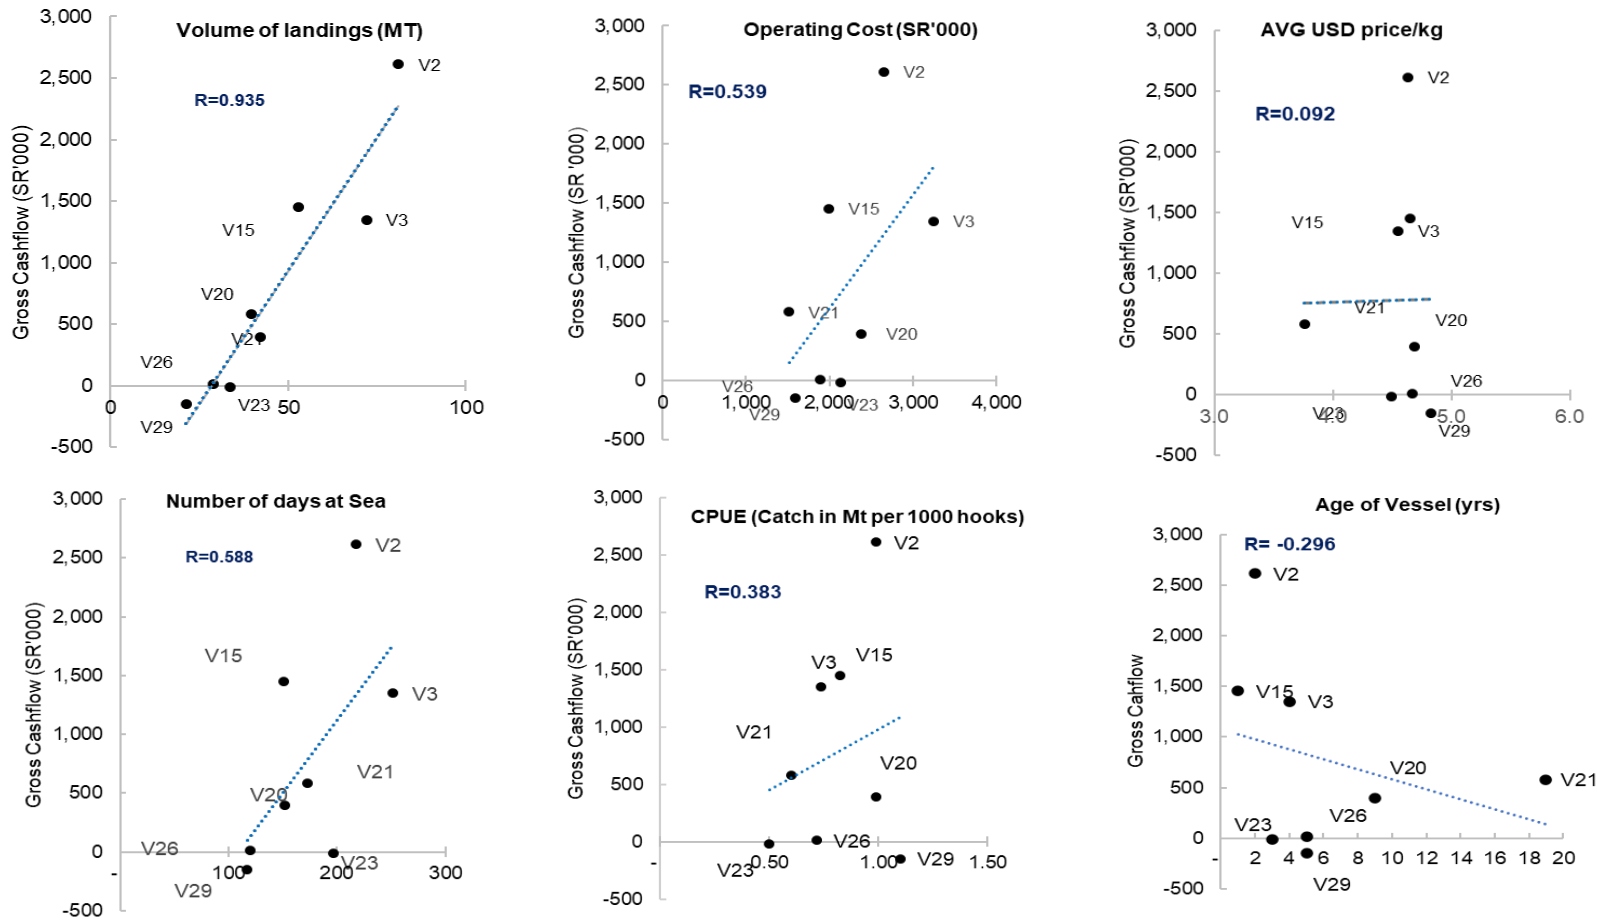 Volume of landings (MT)
R=0.935
Gross Cashflow (SR'000)
3,000
2,500
2,000
1,500
1,000
500
0
-500
0
50
100
V2
V15
V3
V20
V21
V26
V23
V29
Operating Cost (SR'000)
R=0.539
Gross Cashflow (SR '000)
3,000
2,500
2,000
1,500
1,000
500
0
-500
0
1,000
2,000
3,000
4,000
V2
V15
V3
V21
V20
V26
V29
V23
AVG USD price/kg
R=0.092
Gross Cashflow (SR'000)
3,000
2,500
2,000
1,500
1,000
500
0
-500
3.0
4.0
5.0
6.0
V2
V15
V3
V21
V20
V26
V23
V29
Number of days at Sea
R=0.588
Gross Cashflow (SR'000)
3,000
2,500
2,000
1,500
1,000
500
0
-500
-
100
200
300
V2
V15
V3
V21
V20
V26
V23
V29
CPUE (Catch in Mt per 1000 hooks)
R=0.383
Gross Cashflow (SR'000)
3,000
2,500
2,000
1,500
1,000
500
0
-500
-
0.50
1.00
1.50
V2
V3
V15
V21
V20
V26
V23
V29
Age of Vessel (yrs)
R= -0.296
Gross Cahflow
3,000
2,500
2,000
1,500
1,000
500
0
-500
-
2
4
6
8
10
12
14
16
18
20
V2
V15
V3
V20
V21
V26
V23
V29